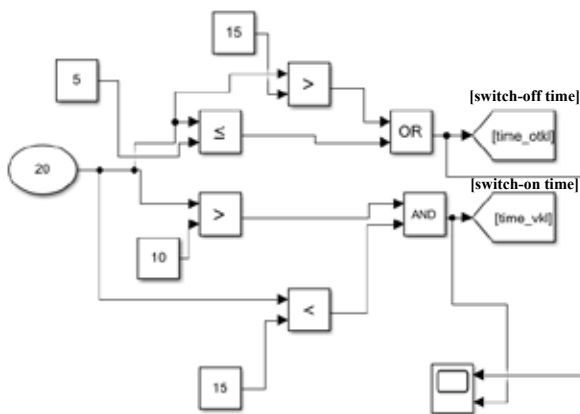 15
>
[switch-off time]
5
≤
OR
[time_otkl]
20
[switch-on time]
>
AND
[time_vkl]
10
<
15